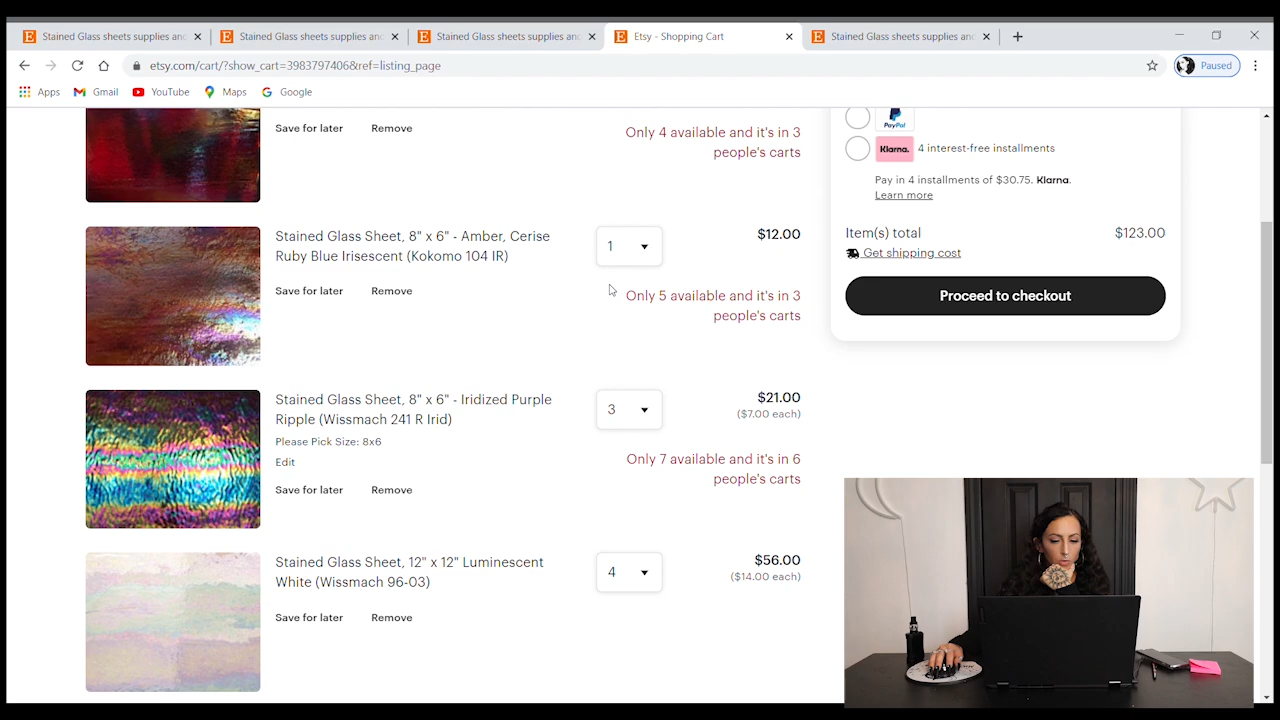 Stained Glass sheets supplies and
Stained Glass sheets supplies and
Stained Glass sheets supplies and
Etsy - Shopping Cart
Stained Glass sheets supplies and
etsy.com/cart/?show_cart=3983797406&ref=listing_page
Paused
Apps
Gmail
YouTube
Maps
Google
Save for later
Remove
Only 4 available and it's in 3
people's carts
Stained Glass Sheet, 8" x 6" - Amber, Cerise
Ruby Blue Irisescent (Kokomo 104 IR)
1
$12.00
Save for later
Remove
Only 5 available and it's in 3
people's carts
Stained Glass Sheet, 8" x 6" - Iridized Purple
Ripple (Wissmach 241 R Irid)
Please Pick Size: 8x6
Edit
3
$21.00
($7.00 each)
Only 7 available and it's in 6
people's carts
Save for later
Remove
Stained Glass Sheet, 12" x 12" Luminescent
White (Wissmach 96-03)
4
$56.00
($14.00 each)
Save for later
Remove
PayPal
Klarna.
4 interest-free installments
Pay in 4 installments of $30.75. Klarna.
Learn more
Item(s) total
$123.00
Get shipping cost
Proceed to checkout